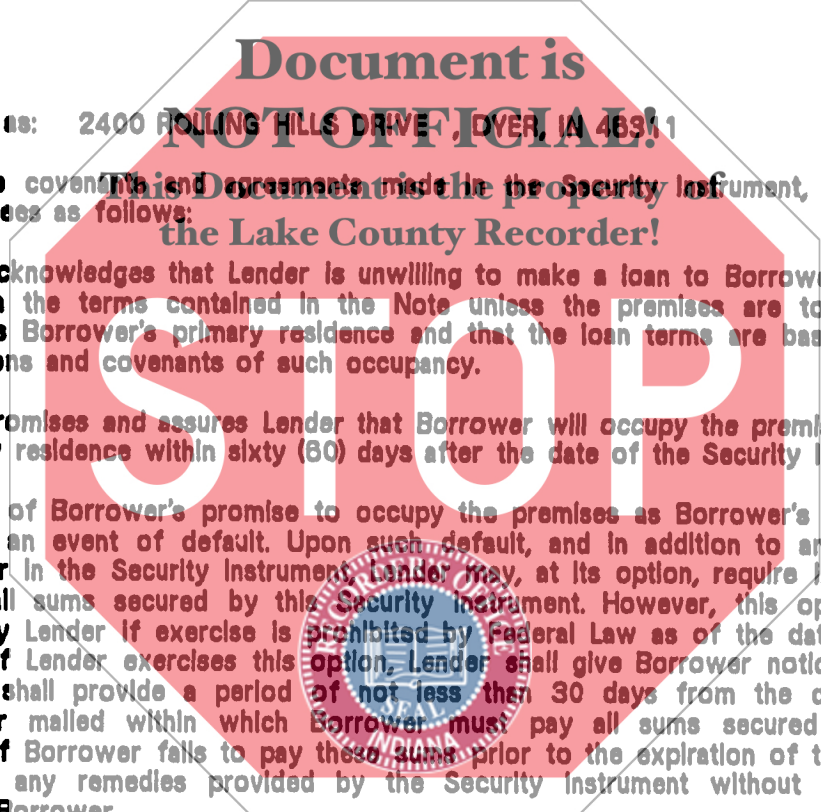 Document is
NOT OFFICIAL!
as: 2400 ROLLING HILLS DRIVE , DYER, IN 46311
This Document is the property of
covenants and agreements made in the Security Instrument,
ees as follows:
the Lake County Recorder!
cknowledges that Lender is unwilling to make a loan to Borrowe
the terms contained in the Note unless the premises are to
s Borrower's primary residence and that the loan terms are bas
ns and covenants of such occupancy.
STOP
romises and assures Lender that Borrower will occupy the premi
residence within sixty (60) days after the date of the Security I
of Borrower's promise to occupy the premises as Borrower's
an event of default. Upon such default, and in addition to an
r in the Security Instrument, Lender may, at its option, require i
ll sums secured by this Security Instrument. However, this op
y Lender if exercise is prohibited by Federal Law as of the dat
f Lender exercises this option, Lender shall give Borrower notic
shall provide a period of not less than 30 days from the d
r mailed within which Borrower must pay all sums secured
f Borrower fails to pay these sums prior to the expiration of t
any remedies provided by the Security Instrument without
Borrower.
SEAL
INDIANA